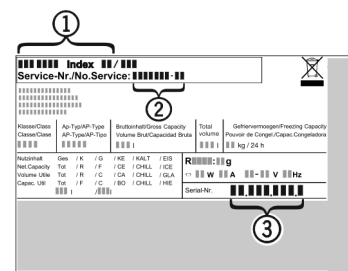 1
Index /
Service-Nr./No.Service: -
2
Klasse/Class Ap-Typ/AP-Type Bruttoinhalt/Gross Capacity Total Gefriervermoegen/Freezing Capacity
Classe/Clase AP-Type/AP-Tipo Volume Brut/Capacidad Bruta volume Pouvoir de Congel./Capac.Congeladora
l l kg / 24 h
Nutzinhalt Ges / K / G / KE / KALT / EIS
Net.Capacity Tot / R / F / CE / CHILL / ICE
Volume Utile Tot / R / C / CA / CHILL / GLA
Capac. Util Tot / F / C / BO / CHILL / HIE
l / l
R : g
W A - V Hz
Serial-Nr. . . .
3